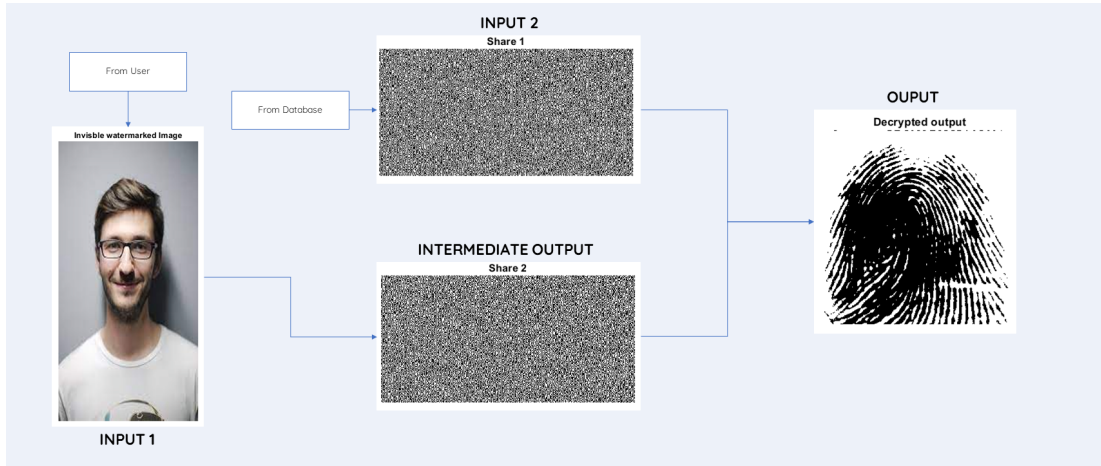 INPUT 2
Share 1
From User
From Database
OUPUT
Decrypted output
Invisble watermarked Image
INTERMEDIATE OUTPUT
Share 2
INPUT 1